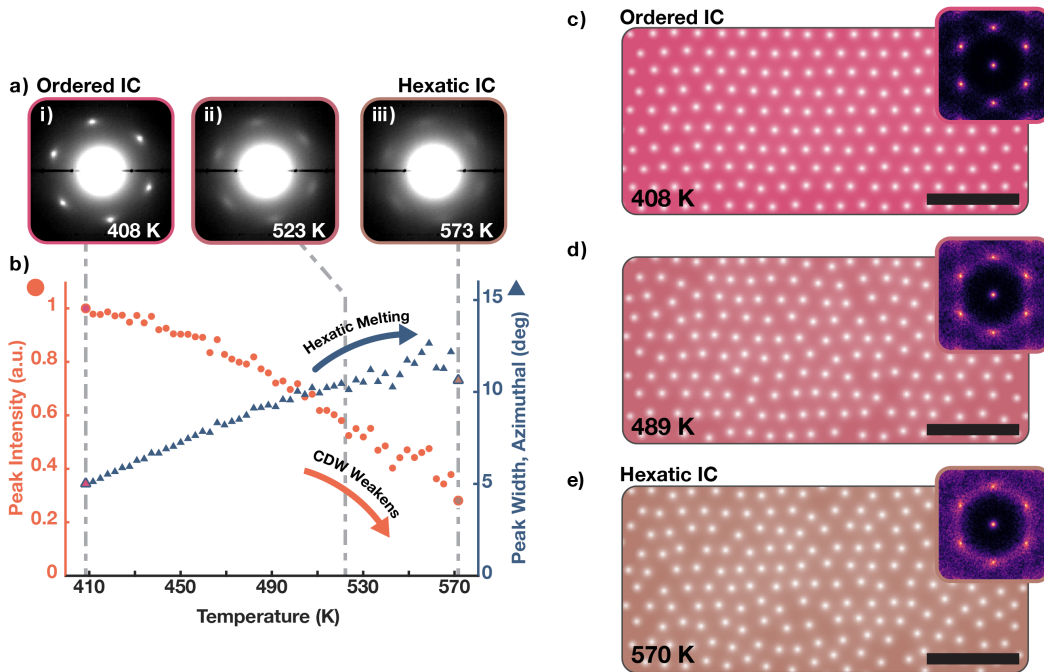 a)
Ordered IC
Hexatic IC
i)
ii)
iii)
408 K
523 K
573 K
b)
1
0.8
0.6
0.4
0.2
0
Peak Intensity (a.u.)
15
10
5
0
Peak Width, Azimuthal (deg)
Hexatic Melting
CDW Weakens
410
450
490
530
570
Temperature (K)
c)
Ordered IC
408 K
d)
489 K
e)
Hexatic IC
570 K